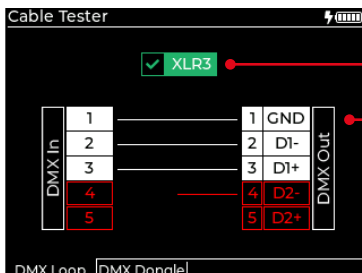 Cable Tester
XLR3
DMX In
1 1 GND
2 2 D1-
3 3 D1+
4 4 D2-
5 5 D2+
DMX Out
DMX Loop DMX Dongle